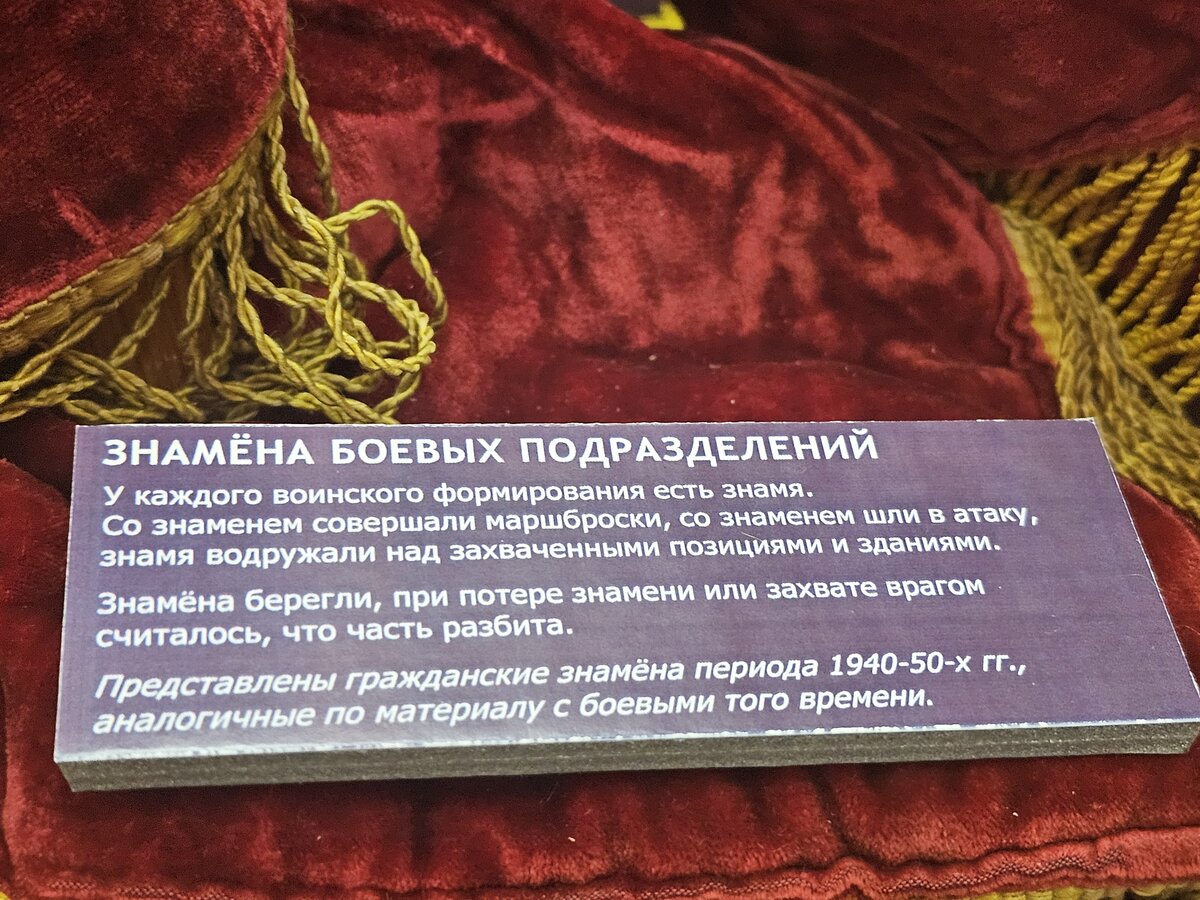 ЗНАМЁНА БОЕВЫХ ПОДРАЗДЕЛЕНИЙ
У каждого воинского формирования есть знамя.
Со знаменем совершали маршброски, со знаменем шли в атаку,
знамя водружали над захваченными позициями и зданиями.
Знамёна берегли, при потере знамени или захвате врагом
считалось, что часть разбита.
Представлены гражданские знамёна периода 1940-50-х гг.,
аналогичные по материалу с боевыми того времени.